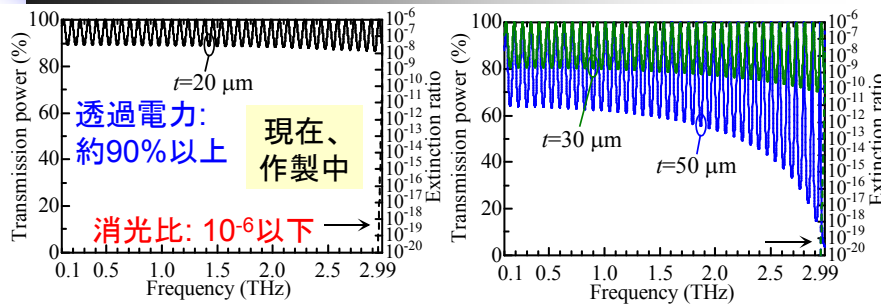 100
80
60
40
20
0
Transmission power (%)
t=20 μm
透過電力:
約90%以上
現在、
作製中
消光比: 10-6以下
10-6
10-7
10-8
10-9
10-10
10-11
10-12
10-13
10-14
10-15
10-16
10-17
10-18
10-19
10-20
Extinction ratio
0.1 0.5 1.0 1.5 2.0 2.5 2.99
Frequency (THz)
100
80
60
40
20
0
Transmission power (%)
t=30 μm
t=50 μm
10-6
10-7
10-8
10-9
10-10
10-11
10-12
10-13
10-14
10-15
10-16
10-17
10-18
10-19
10-20
Extinction ratio
0.1 0.5 1.0 1.5 2.0 2.5 2.99
Frequency (THz)